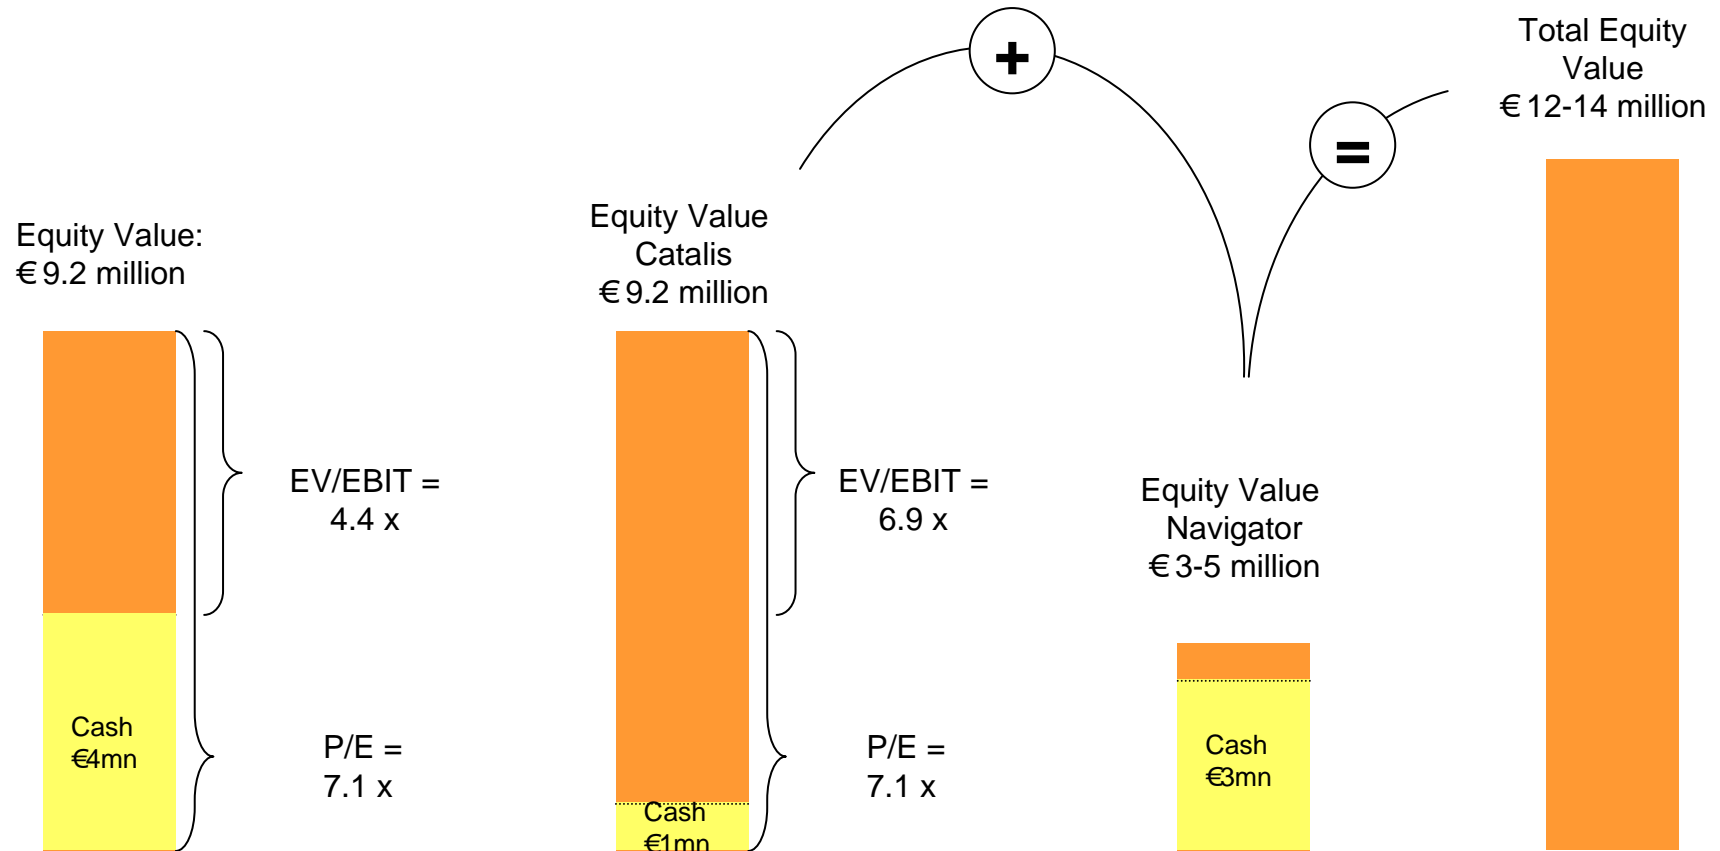 Equity Value:
€ 9.2 million
Cash
€4mn
EV/EBIT =
4.4 x
P/E =
7.1 x
Equity Value
Catalis
€ 9.2 million
Cash
€1mn
EV/EBIT =
6.9 x
P/E =
7.1 x
+
Equity Value
Navigator
€ 3-5 million
Cash
€3mn
=
Total Equity
Value
€ 12-14 million